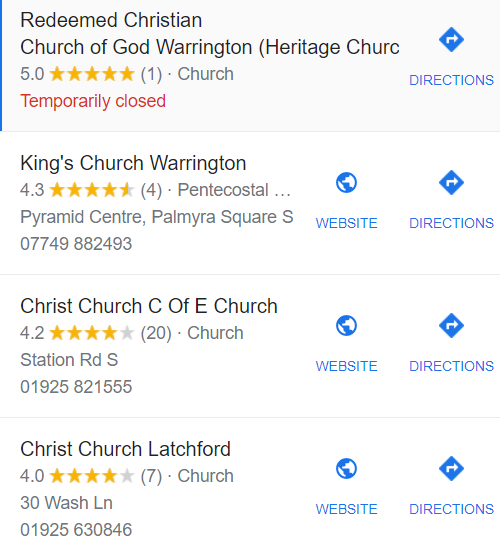 Redeemed Christian
Church of God Warrington (Heritage Churc
5.0 (1) · Church
DIRECTIONS
Temporarily closed
King's Church Warrington
4.3 (4) · Pentecostal ...
Pyramid Centre, Palmyra Square S
07749 882493
WEBSITE DIRECTIONS
Christ Church C Of E Church
4.2 (20) · Church
Station Rd S
01925 821555
WEBSITE DIRECTIONS
Christ Church Latchford
4.0 (7) · Church
30 Wash Ln
01925 630846
WEBSITE DIRECTIONS